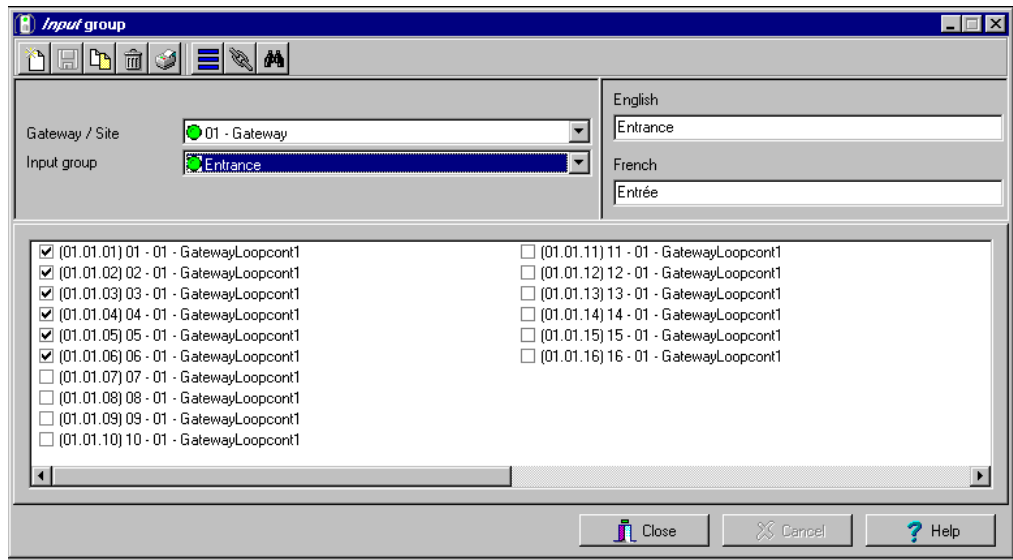 Input group
Gateway / Site
01 - Gateway
Input group
Entrance
English
Entrance
French
Entrée
(01.01.01) 01 - 01 - GatewayLoopcont1
(01.01.02) 02 - 01 - GatewayLoopcont1
(01.01.03) 03 - 01 - GatewayLoopcont1
(01.01.04) 04 - 01 - GatewayLoopcont1
(01.01.05) 05 - 01 - GatewayLoopcont1
(01.01.06) 06 - 01 - GatewayLoopcont1
(01.01.07) 07 - 01 - GatewayLoopcont1
(01.01.08) 08 - 01 - GatewayLoopcont1
(01.01.09) 09 - 01 - GatewayLoopcont1
(01.01.10) 10 - 01 - GatewayLoopcont1
(01.01.11) 11 - 01 - GatewayLoopcont1
(01.01.12) 12 - 01 - GatewayLoopcont1
(01.01.13) 13 - 01 - GatewayLoopcont1
(01.01.14) 14 - 01 - GatewayLoopcont1
(01.01.15) 15 - 01 - GatewayLoopcont1
(01.01.16) 16 - 01 - GatewayLoopcont1
Close
Cancel
Help